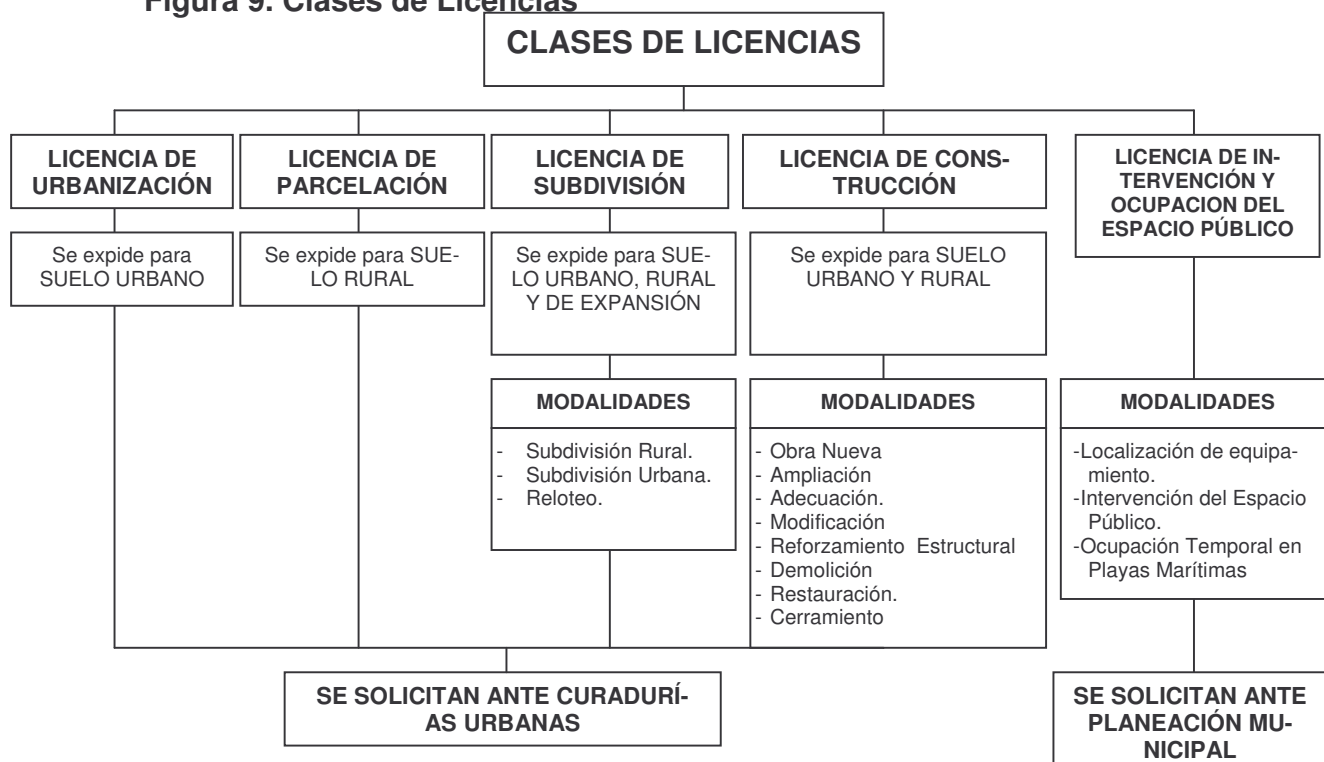 Figura 9. Clases de Licencias
CLASES DE LICENCIAS
LICENCIA DE
URBANIZACIÓN
LICENCIA DE
PARCELACIÓN
LICENCIA DE
SUBDIVISIÓN
LICENCIA DE CONS-
TRUCCIÓN
LICENCIA DE IN-
TERVENCIÓN Y
OCUPACION DEL
ESPACIO PÚBLICO
Se expide para
SUELO URBANO
Se expide para SUE-
LO RURAL
Se expide para SUE-
LO URBANO, RURAL
Y DE EXPANSIÓN
Se expide para SUELO
URBANO Y RURAL
MODALIDADES
- Subdivisión Rural.
- Subdivisión Urbana.
- Reloteo.
MODALIDADES
- Obra Nueva
- Ampliación
- Adecuación.
- Modificación
- Reforzamiento Estructural
- Demolición
- Restauración.
- Cerramiento
MODALIDADES
-Localización de equipa-
miento.
-Intervención del Espacio
Público.
-Ocupación Temporal en
Playas Marítimas
SE SOLICITAN ANTE CURADURÍ-
AS URBANAS
SE SOLICITAN ANTE
PLANEACIÓN MU-
NICIPAL